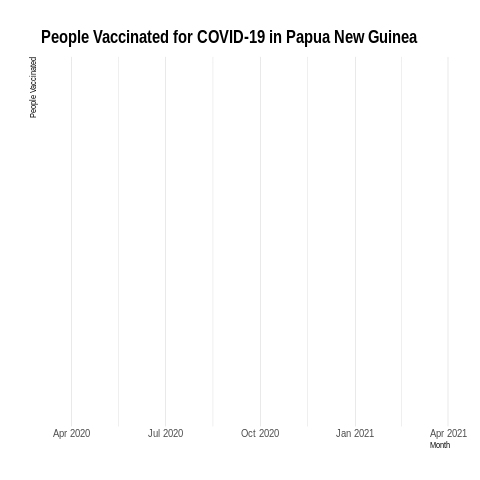 People Vaccinated for COVID-19 in Papua New Guinea
People Vaccinated
Apr 2020 Jul 2020 Oct 2020 Jan 2021 Apr 2021
Month